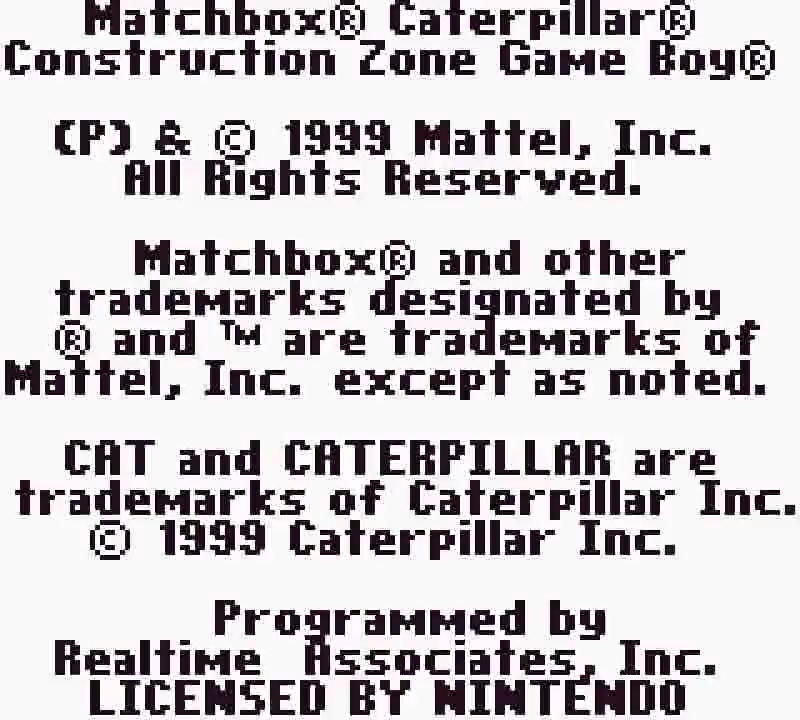 Matchbox® Caterpillar®
Construction Zone Game Boy®
(P) & © 1999 Mattel, Inc.
All Rights Reserved.
Matchbox® and other
trademarks designated by
® and ™ are trademarks of
Mattel, Inc. except as noted.
CAT and CATERPILLAR are
trademarks of Caterpillar Inc.
© 1999 Caterpillar Inc.
Programmed by
Realtime Associates, Inc.
LICENSED BY NINTENDO